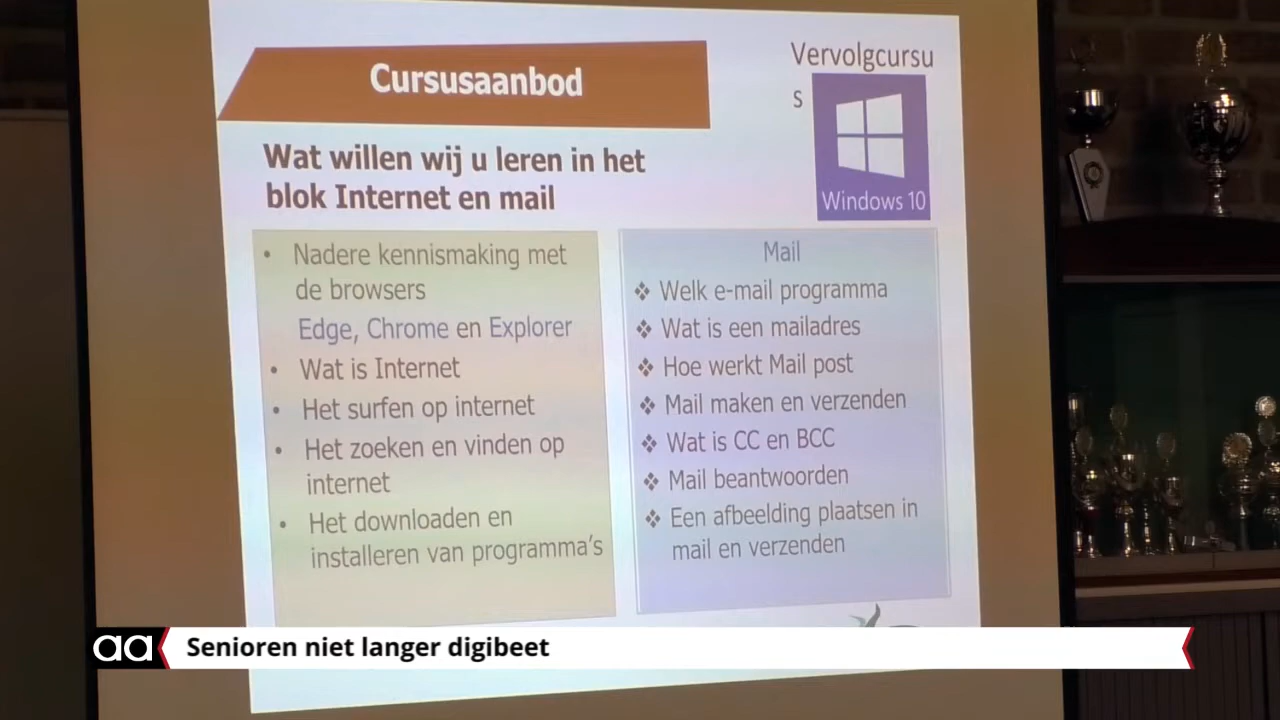 Cursusaanbod
Vervolgcursu
s
Windows 10
Wat willen wij u leren in het
blok Internet en mail
• Nadere kennismaking met
de browsers
Edge, Chrome en Explorer
• Wat is Internet
• Het surfen op internet
• Het zoeken en vinden op
internet
• Het downloaden en
installeren van programma's
Mail
❖ Welk e-mail programma
❖ Wat is een mailadres
❖ Hoe werkt Mail post
❖ Mail maken en verzenden
❖ Wat is CC en BCC
❖ Mail beantwoorden
❖ Een afbeelding plaatsen in
mail en verzenden
aa
Senioren niet langer digibeet